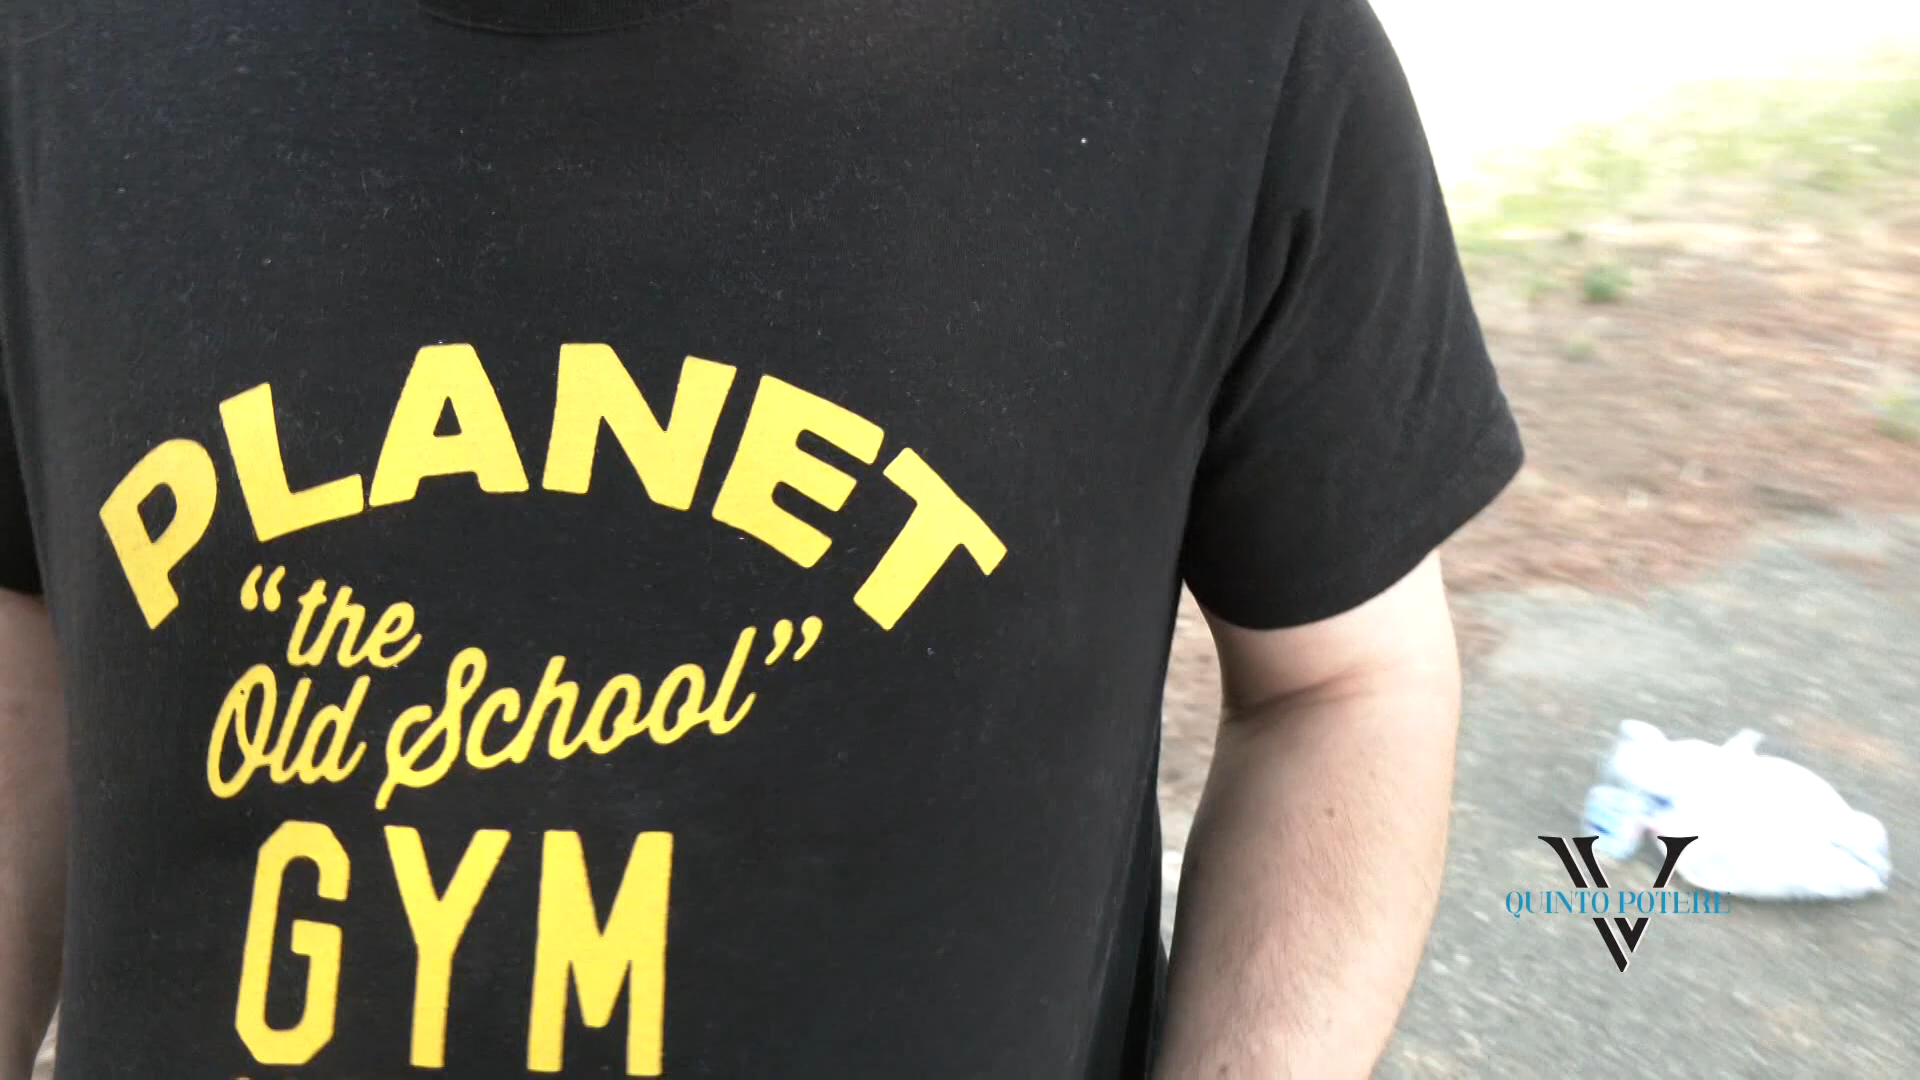 PLANET
“the
Old School”
GYM
QUINTO POTERE